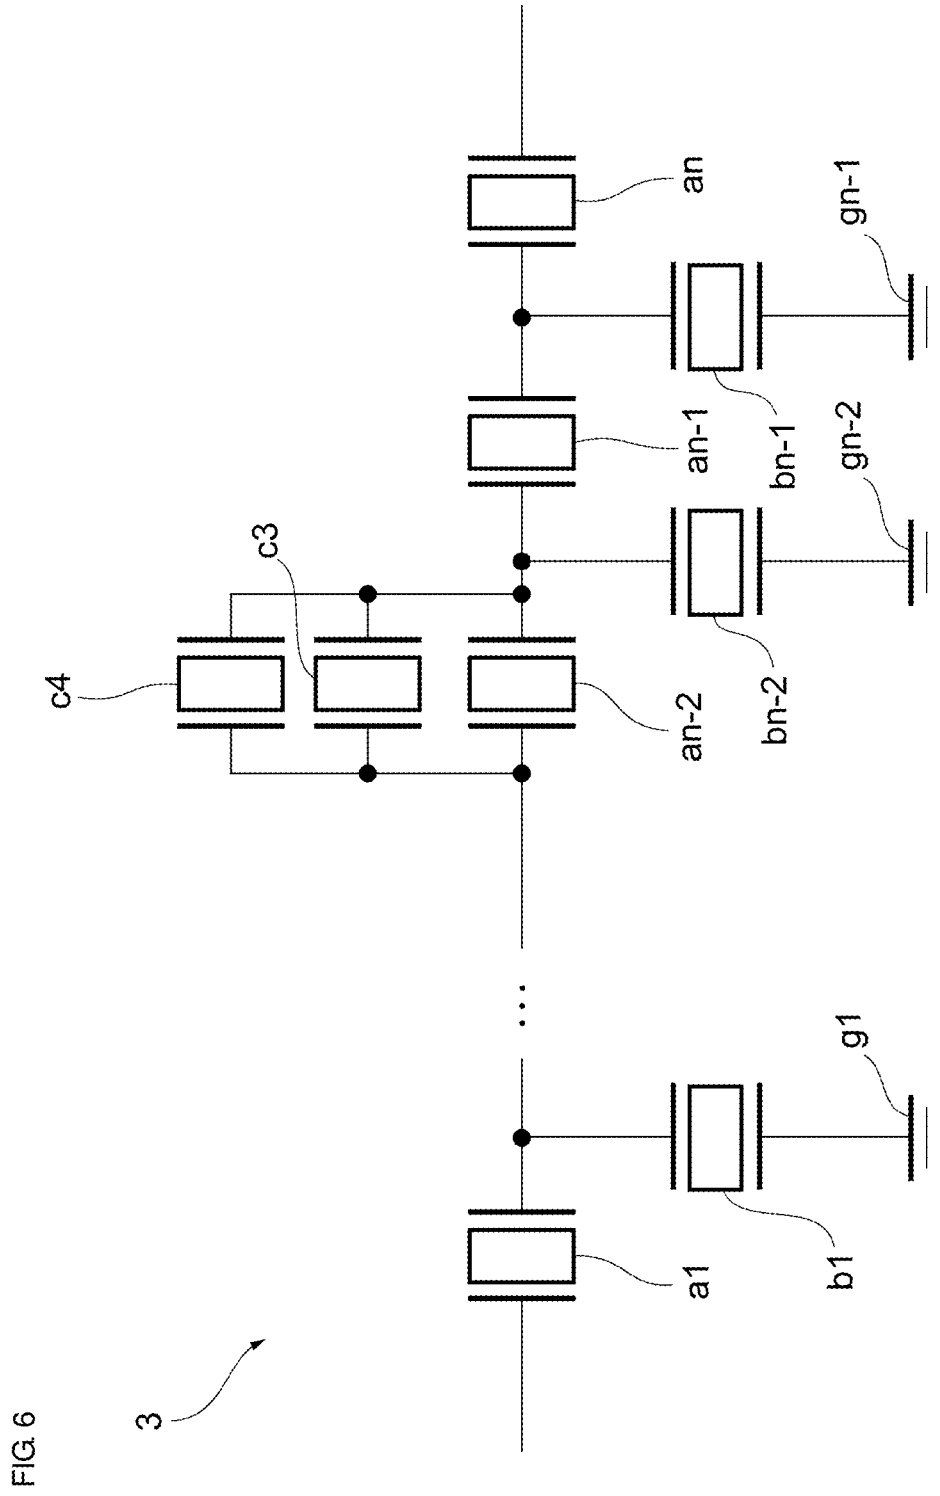 FIG. 6
3
c4
c3
a1
an-2
an-1
an
b1
bn-2
bn-1
g1
gn-2
gn-1
...